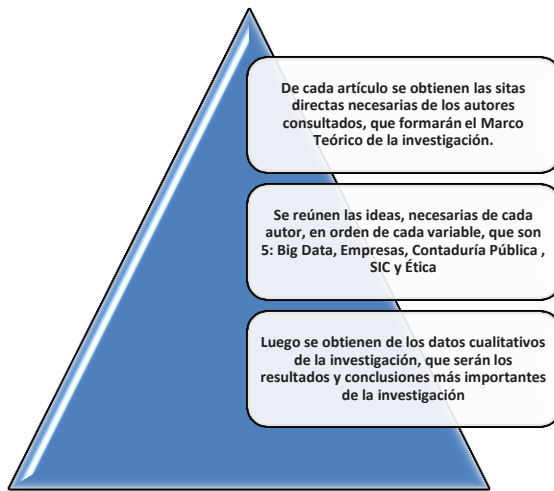 De cada artículo se obtienen las sitas
directas necesarias de los autores
consultados, que formarán el Marco
Teórico de la investigación.
Se reúnen las ideas, necesarias de cada
autor, en orden de cada variable, que son
5: Big Data, Empresas, Contaduría Pública ,
SIC y Ética
Luego se obtienen de los datos cualitativos
de la investigación, que serán los
resultados y conclusiones más importantes
de la investigación